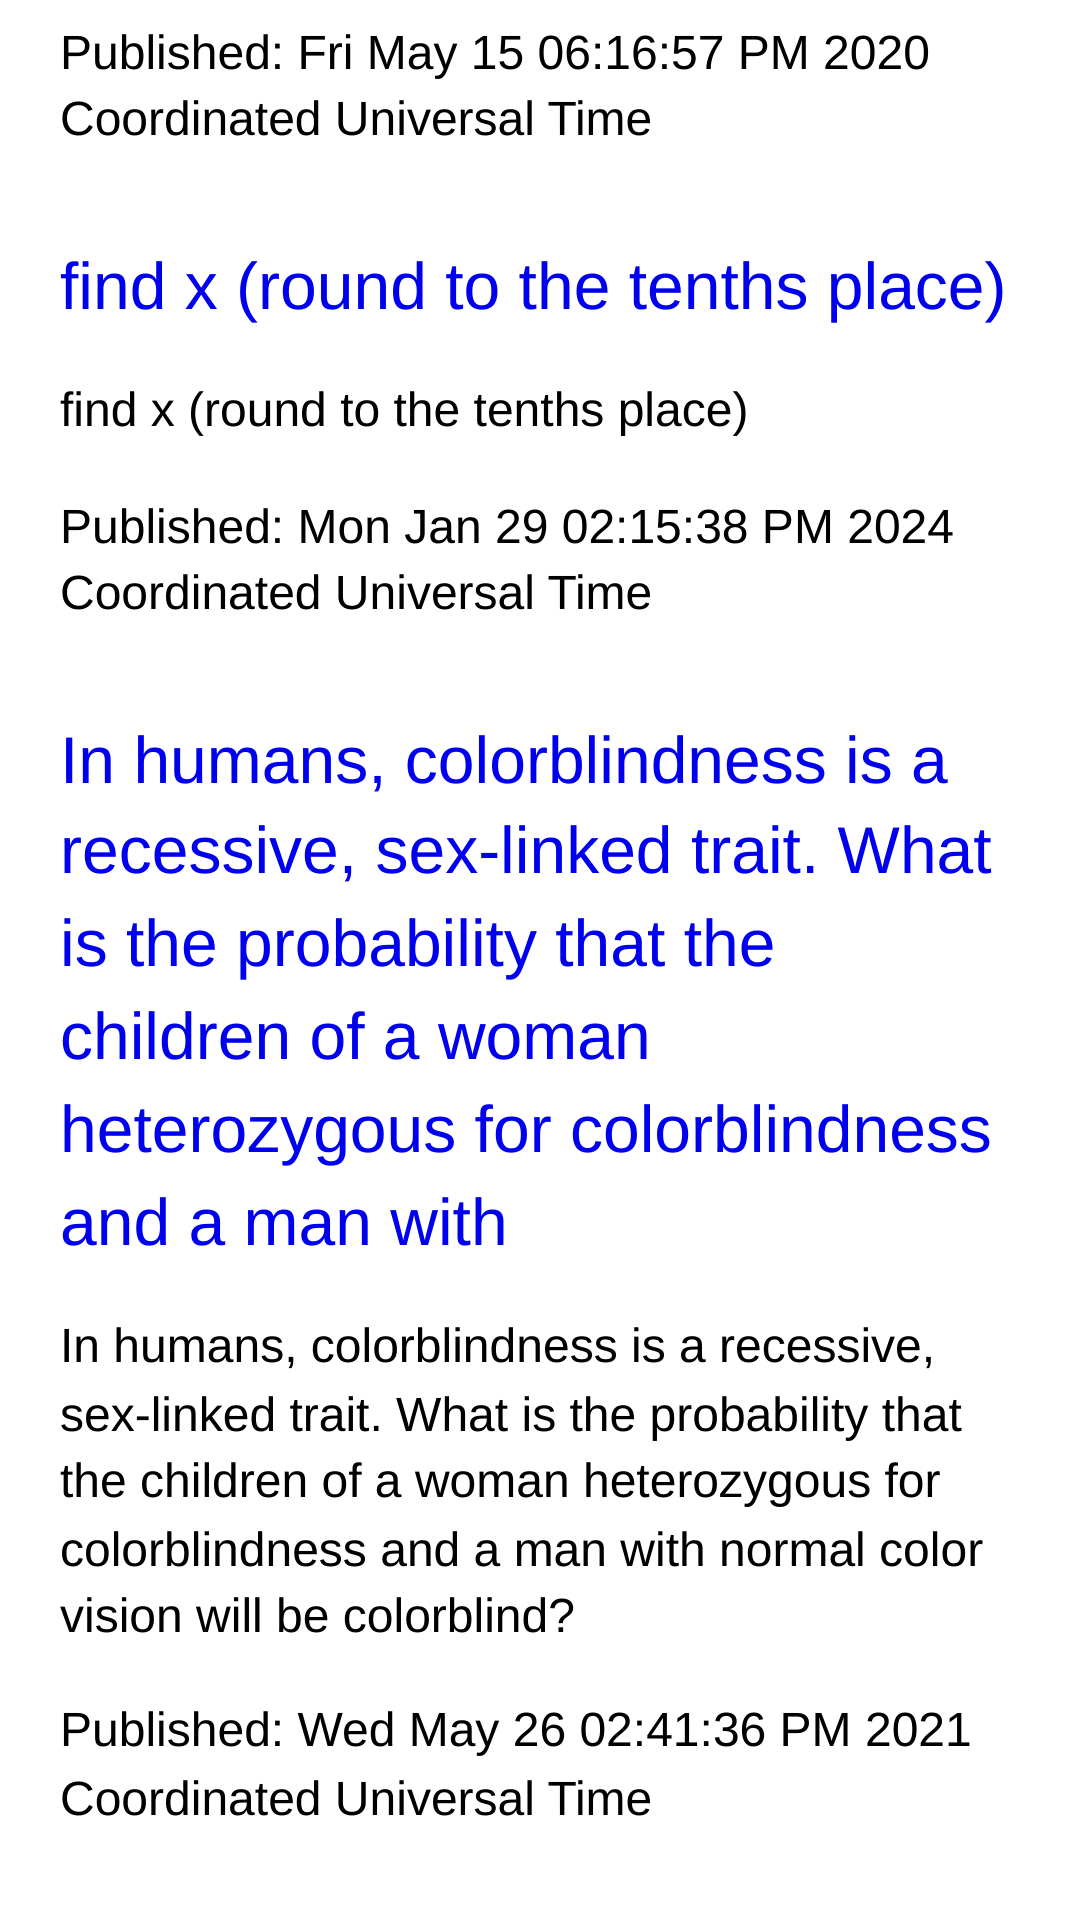 Published: Fri May 15 06:16:57 PM 2020
Coordinated Universal Time
find x (round to the tenths place)
find x (round to the tenths place)
Published: Mon Jan 29 02:15:38 PM 2024
Coordinated Universal Time
In humans, colorblindness is a
recessive, sex-linked trait. What
is the probability that the
children of a woman
heterozygous for colorblindness
and a man with
In humans, colorblindness is a recessive,
sex-linked trait. What is the probability that
the children of a woman heterozygous for
colorblindness and a man with normal color
vision will be colorblind?
Published: Wed May 26 02:41:36 PM 2021
Coordinated Universal Time